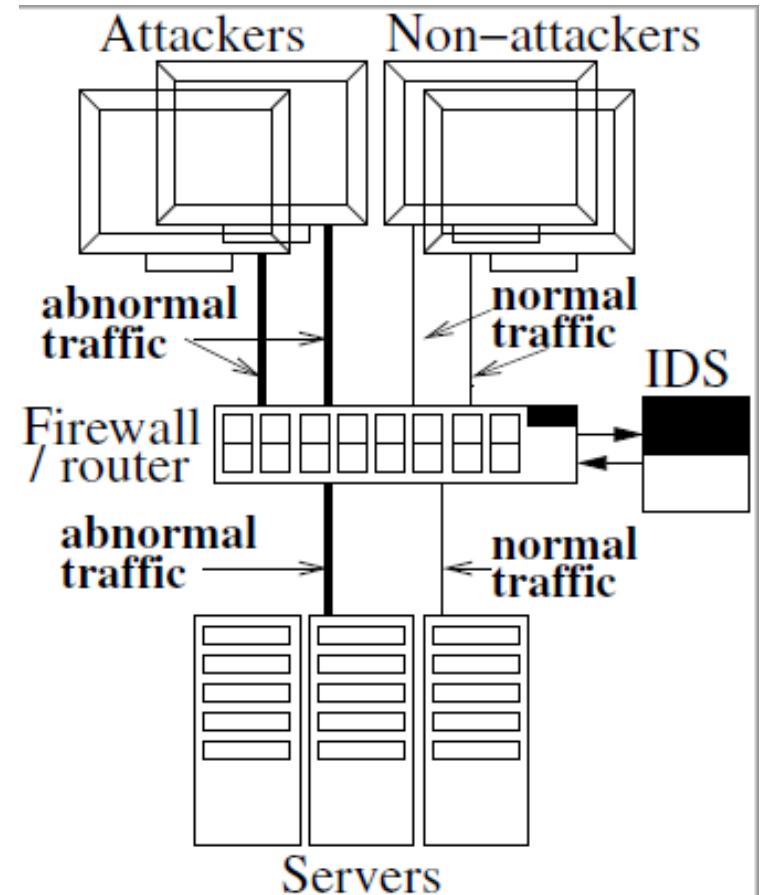 Attackers
Non−attackers
abnormal
traffic
normal
traffic
IDS
Firewall
/ router
abnormal
traffic
normal
traffic
Servers